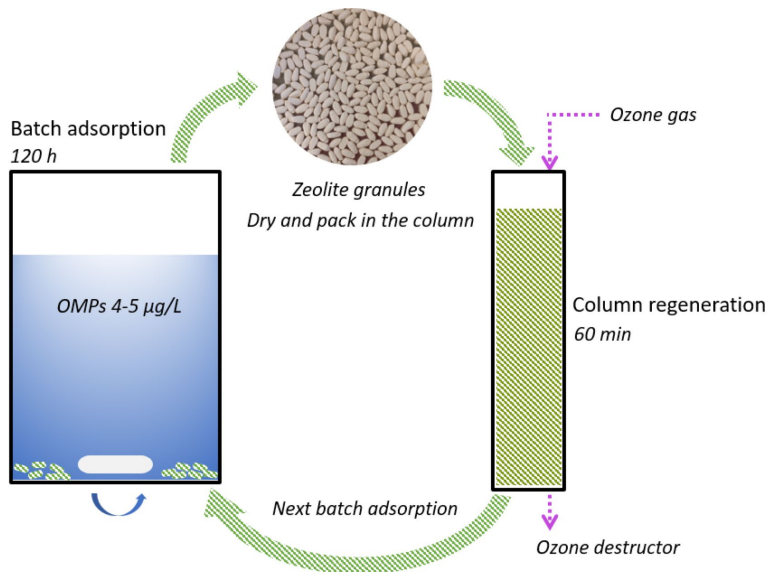 Batch adsorption
120 h
Ozone gas
Zeolite granules
Dry and pack in the column
OMPs 4-5 µg/L
Column regeneration
60 min
Next batch adsorption
Ozone destructor